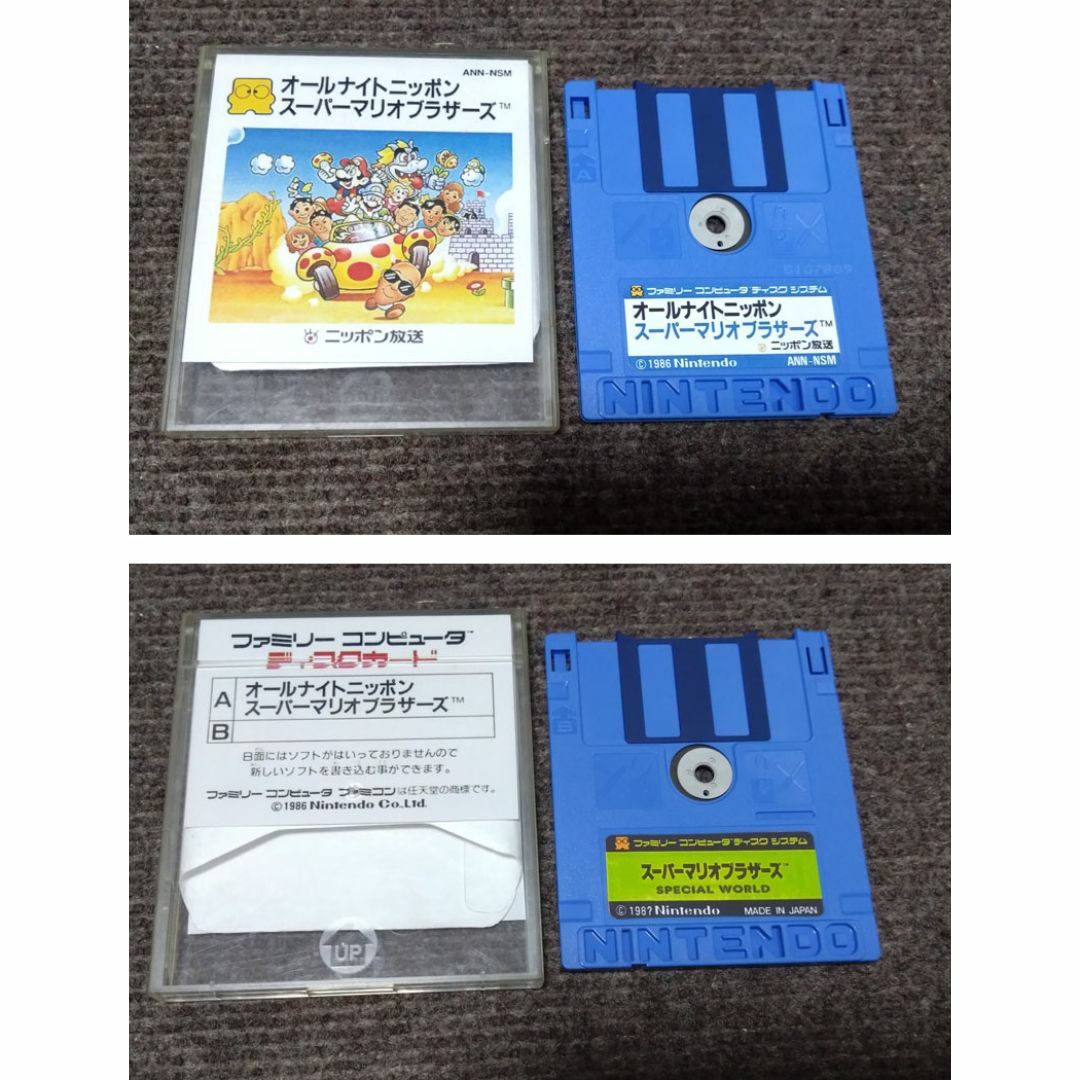 ANN-NSM
オールナイトニッポン
スーパーマリオブラザーズ™
ニッポン放送
A
ファミリー コンピュータ ディスク システム
オールナイトニッポン
スーパーマリオブラザーズ™
ニッポン放送
©1986 Nintendo ANN-NSM
NINTENDO
ファミリー コンピュータ™
ディスクカード
A オールナイトニッポン
スーパーマリオブラザーズ™
B
B面にはソフトがはいっておりませんので
新しいソフトを書き込む事ができます。
ファミリー コンピュータ ファミコンは任天堂の商標です。
©1986 Nintendo Co.,Ltd.
UP
B
ファミリー コンピュータ ディスク システム
スーパーマリオブラザーズ™
SPECIAL WORLD
©198? Nintendo MADE IN JAPAN
NINTENDO